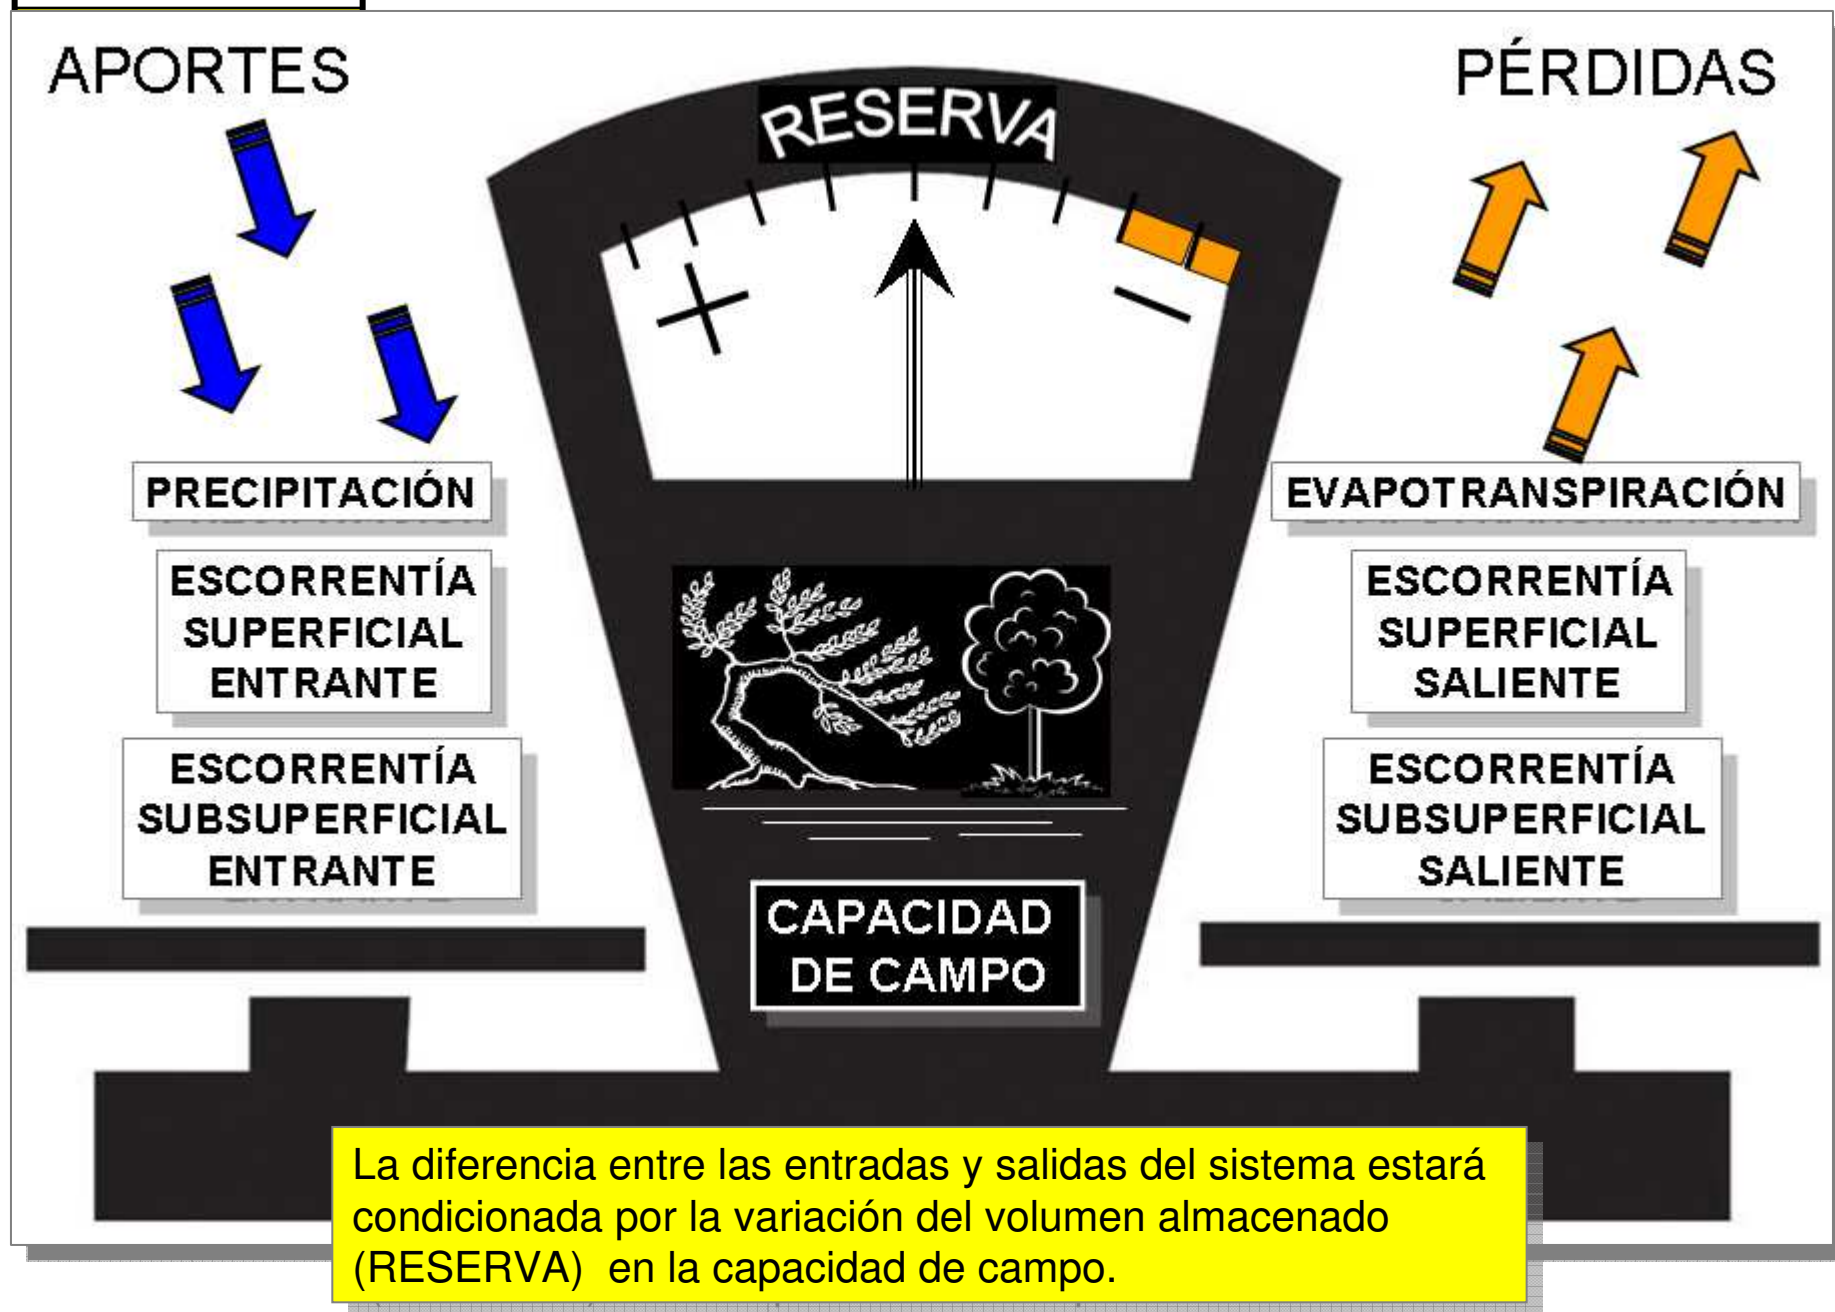 APORTES
PÉRDIDAS
RESERVA
PRECIPITACIÓN
ESCORRENTÍA
SUPERFICIAL
ENTRANTE
ESCORRENTÍA
SUBSUPERFICIAL
ENTRANTE
EVAPOTRANSPIRACIÓN
ESCORRENTÍA
SUPERFICIAL
SALIENTE
ESCORRENTÍA
SUBSUPERFICIAL
SALIENTE
CAPACIDAD
DE CAMPO
La diferencia entre las entradas y salidas del sistema estará
condicionada por la variación del volumen almacenado
(RESERVA) en la capacidad de campo.